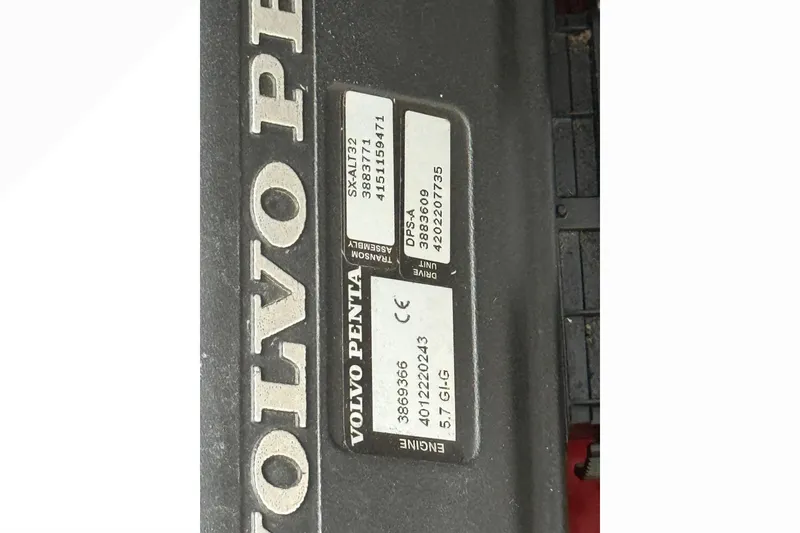 VOLVO PE
VOLVO PENTA
TRANSOM
ASSEMBLY
SX-ALT32
3883771
4151159471
DRIVE
UNIT
DPS-A
3883609
4202207735
ENGINE
3869366
CE
4012220243
5.7 GI-G